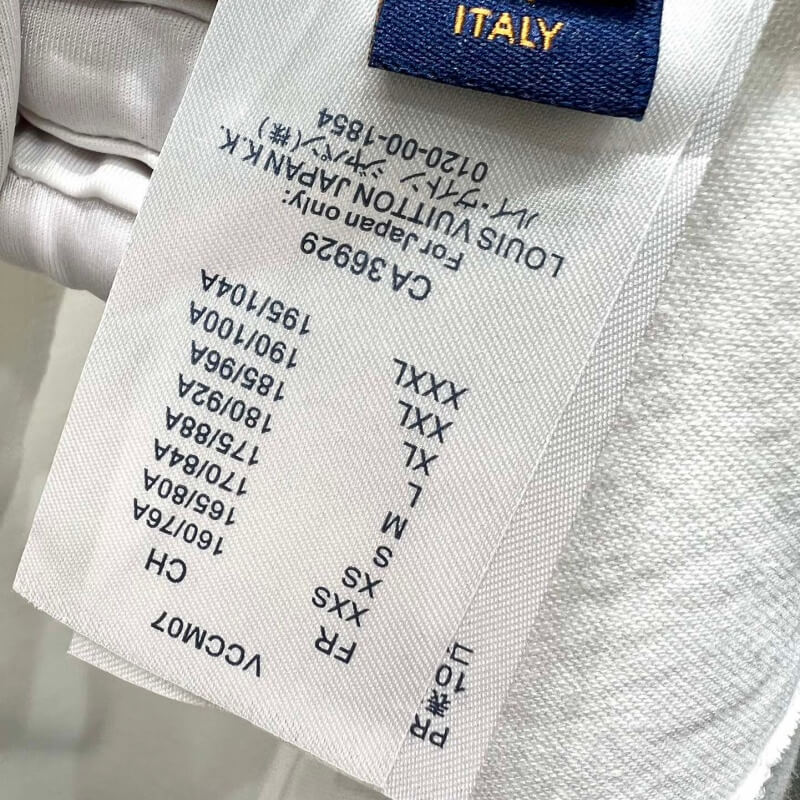 ITALY
VCCM07
FR CH
XXS 160/76A
XS 165/80A
S 170/84A
M 175/88A
L 180/92A
XL 185/96A
XXL 190/100A
XXXL 195/104A
CA 36929
For Japan only:
LOUIS VUITTON JAPAN K.K.
ルイ・ヴィトン ジャパン(株)
0120-00-1854
PR
表
10